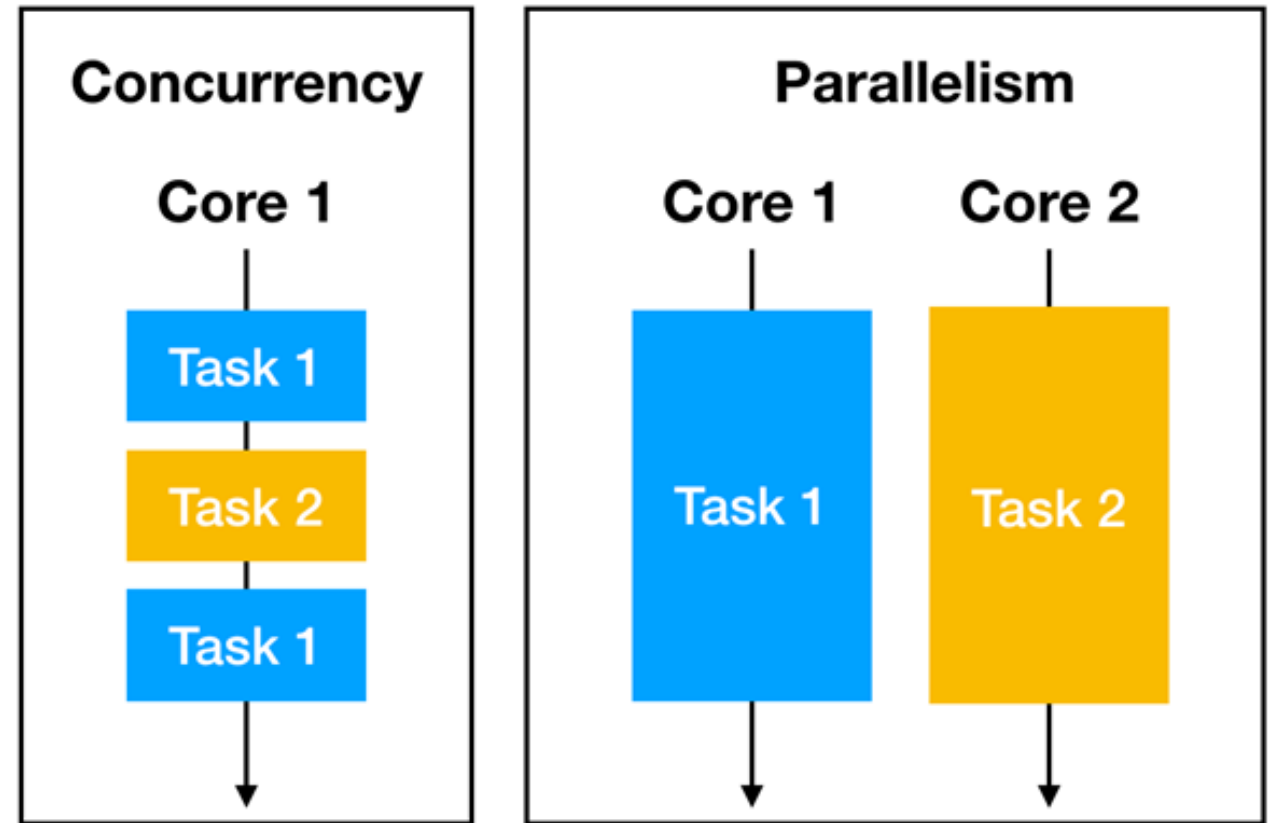 Concurrency
Core 1
Task 1
Task 2
Task 1
Parallelism
Core 1
Task 1
Core 2
Task 2